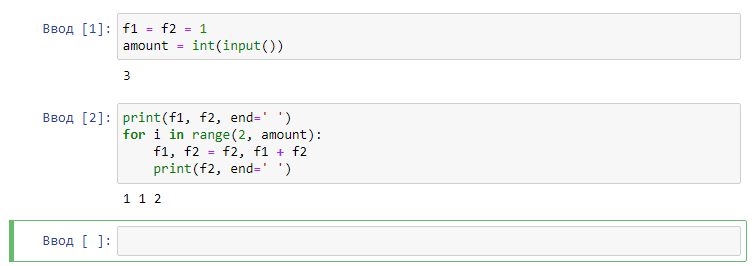 Ввод [1]: f1 = f2 = 1
amount = int(input())
3
Ввод [2]: print(f1, f2, end=' ')
for i in range(2, amount):
    f1, f2 = f2, f1 + f2
    print(f2, end=' ')
1 1 2
Ввод [ ]: